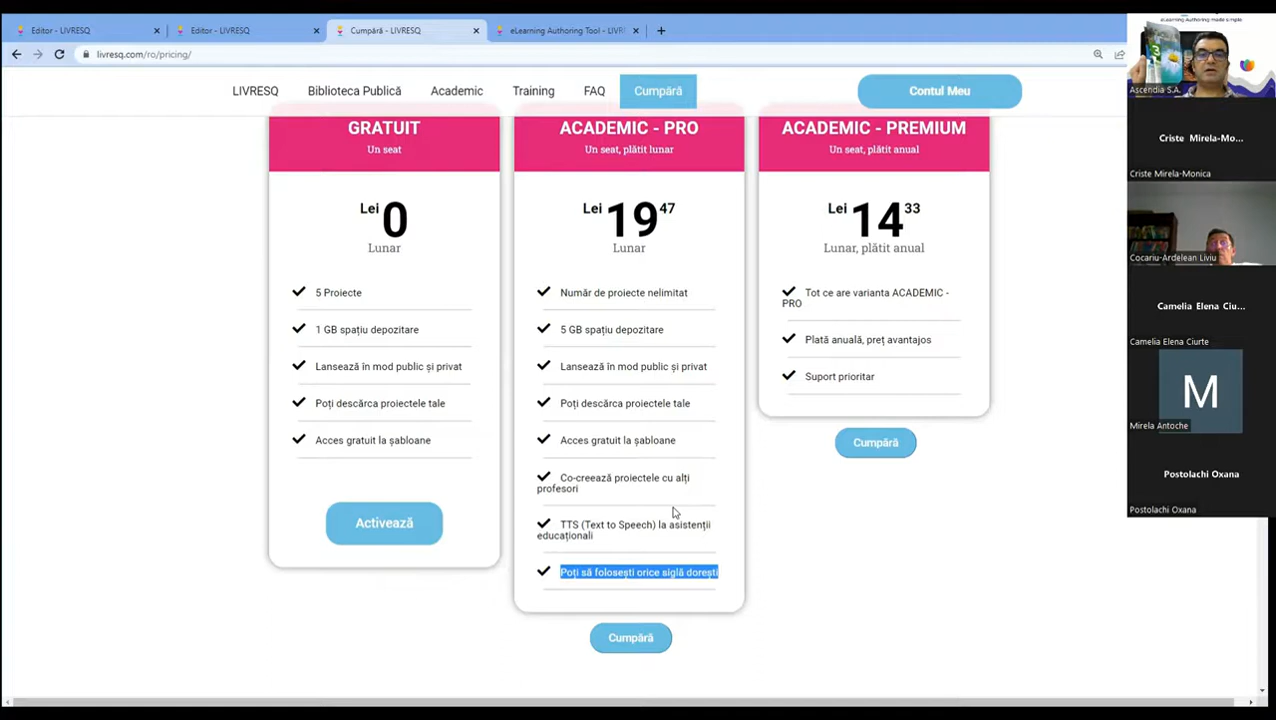 Editor - LIVRESQ
Editor - LIVRESQ
Cumpără - LIVRESQ
eLearning Authoring Tool - LIVR
livresq.com/ro/pricing/
LIVRESQ
Biblioteca Publică
Academic
Training
FAQ
Cumpără
Contul Meu
GRATUIT
Un seat
Lei 0
Lunar
5 Proiecte
1 GB spațiu depozitare
Lansează în mod public și privat
Poți descărca proiectele tale
Acces gratuit la șabloane
Activează
ACADEMIC - PRO
Un seat, plătit lunar
Lei 19 47
Lunar
Număr de proiecte nelimitat
5 GB spațiu depozitare
Lansează în mod public și privat
Poți descărca proiectele tale
Acces gratuit la șabloane
Co-creează proiectele cu alți
profesori
TTS (Text to Speech) la asistenții
educaționali
Poți să folosești orice siglă dorești
Cumpără
ACADEMIC - PREMIUM
Un seat, plătit anual
Lei 14 33
Lunar, plătit anual
Tot ce are varianta ACADEMIC -
PRO
Plată anuală, preț avantajos
Suport prioritar
Cumpără
eLearning Authoring made simple
3
Ascendia S.A.
Criste Mirela-Mo...
Criste Mirela-Monica
Cocariu-Ardelean Liviu
Camelia Elena Ciu...
Camelia Elena Ciurte
M
Mirela Antoche
Postolachi Oxana
Postolachi Oxana